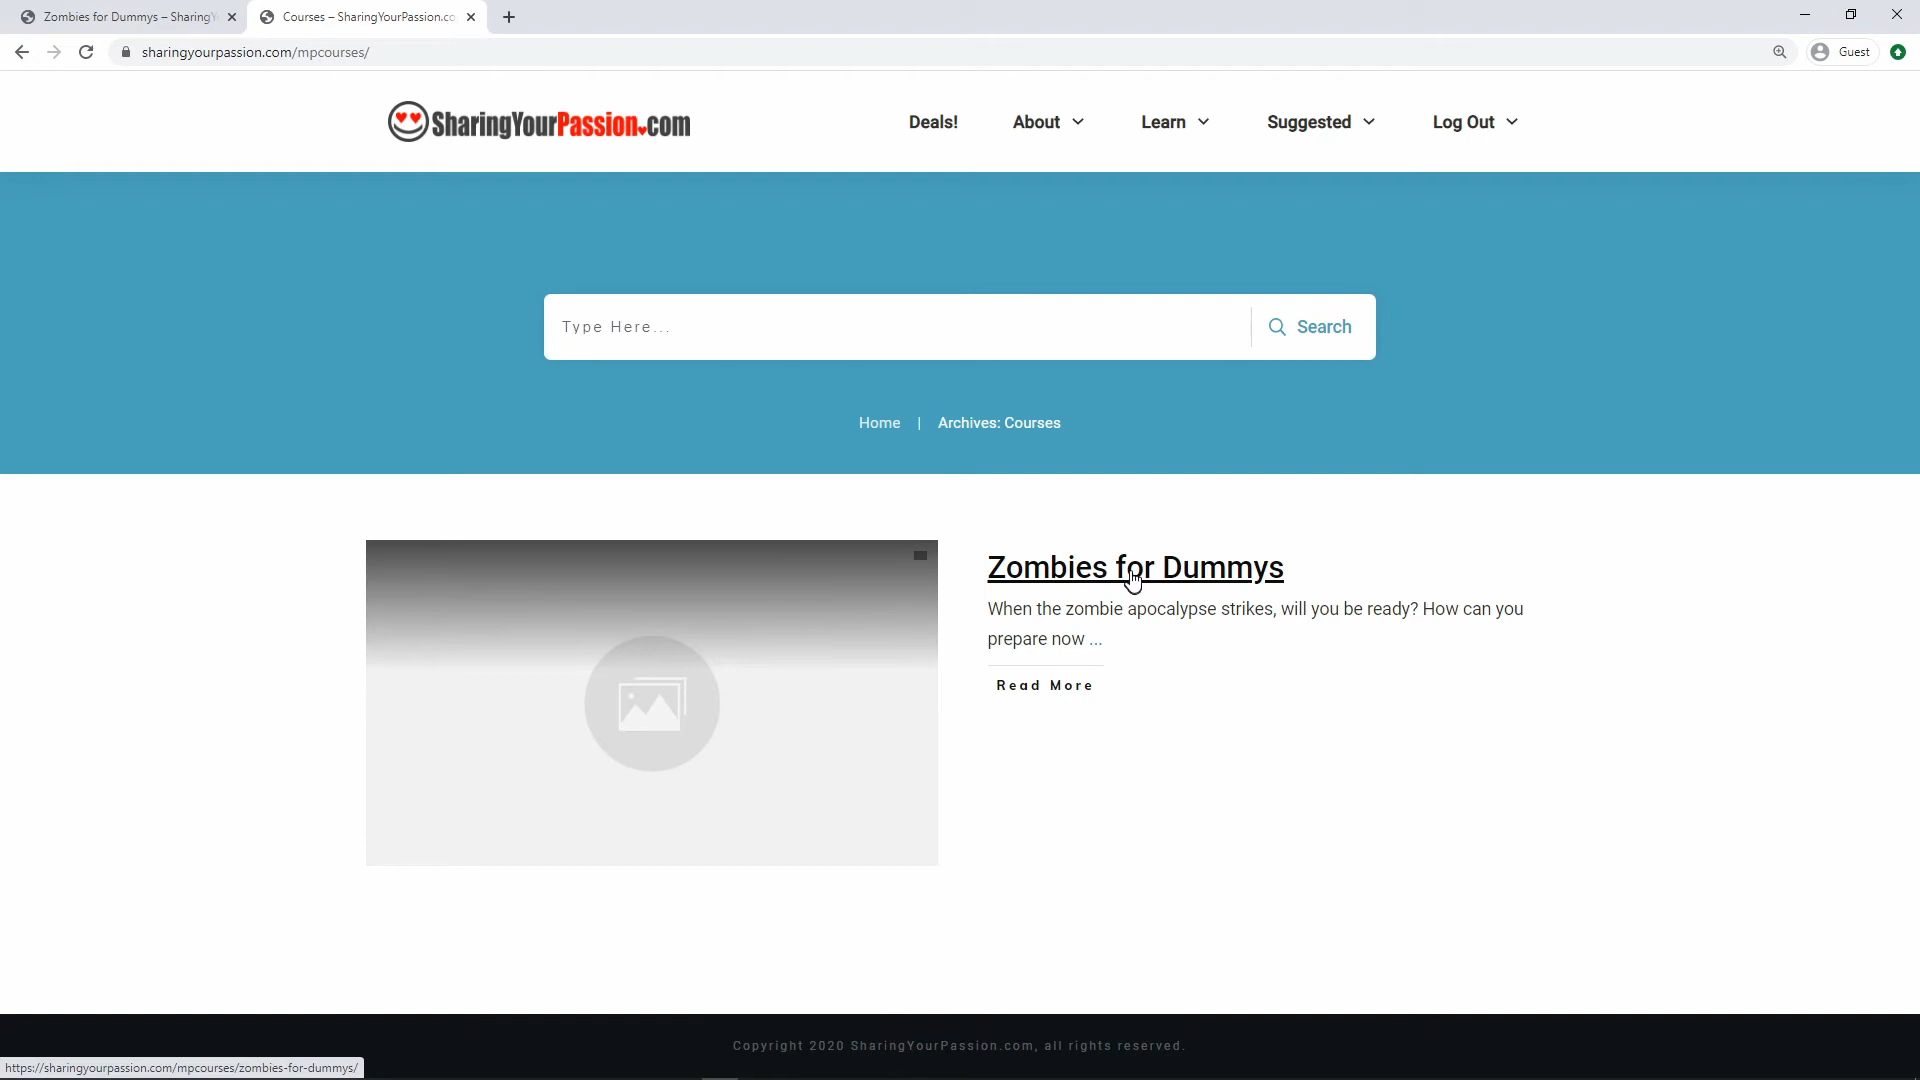 Zombies for Dummys – Sharing
Courses – SharingYourPassion.co
sharingyourpassion.com/mpcourses/
Guest
SharingYourPassion.com
Deals!
About
Learn
Suggested
Log Out
Type Here...
Search
Home | Archives: Courses
Zombies for Dummys
When the zombie apocalypse strikes, will you be ready? How can you
prepare now ...
Read More
Copyright 2020 SharingYourPassion.com, all rights reserved.
https://sharingyourpassion.com/mpcourses/zombies-for-dummys/